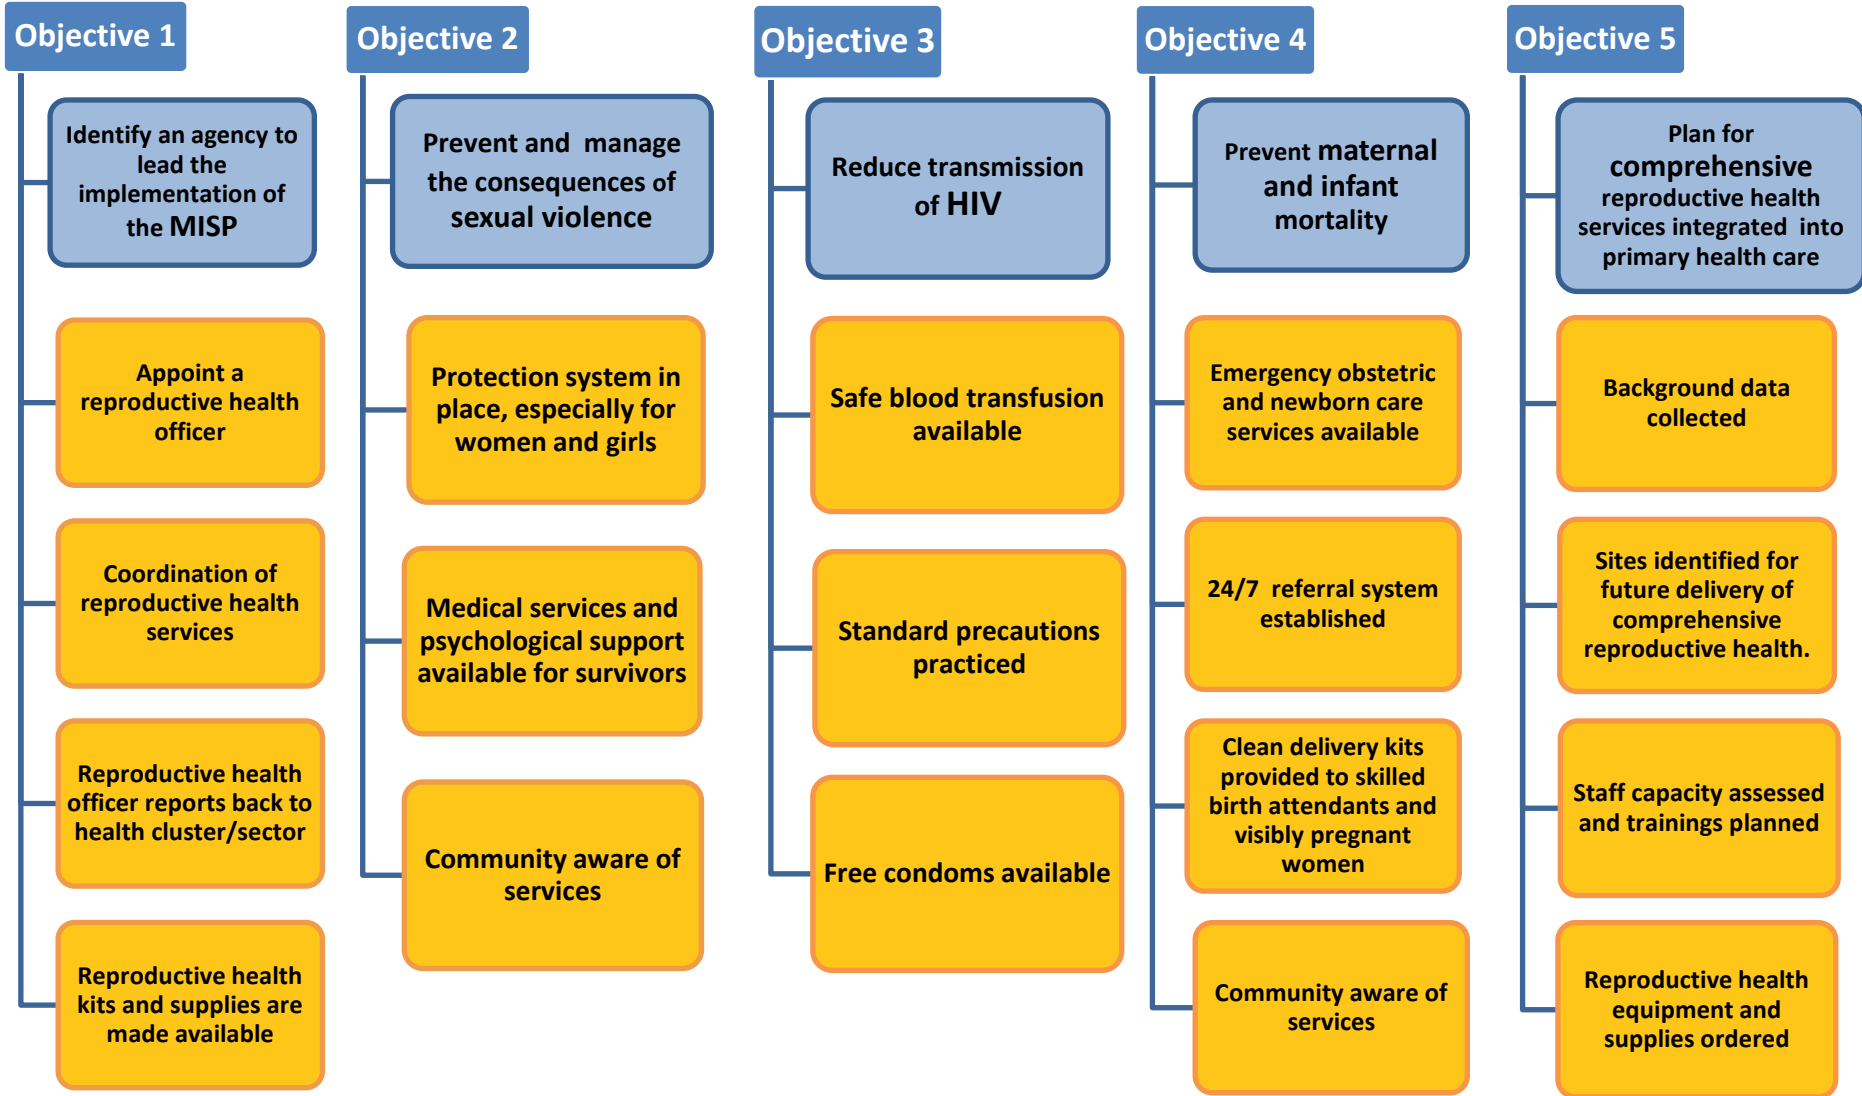 Objective 1
Identify an agency to
lead the
implementation of
the MISP
Appoint a
reproductive health
officer
Coordination of
reproductive health
services
Reproductive health
officer reports back to
health cluster/sector
Reproductive health
kits and supplies are
made available
Objective 2
Prevent and manage
the consequences of
sexual violence
Protection system in
place, especially for
women and girls
Medical services and
psychological support
available for survivors
Community aware of
services
Objective 3
Reduce transmission
of HIV
Safe blood transfusion
available
Standard precautions
practiced
Free condoms available
Objective 4
Prevent maternal
and infant
mortality
Emergency obstetric
and newborn care
services available
24/7 referral system
established
Clean delivery kits
provided to skilled
birth attendants and
visibly pregnant
women
Community aware of
services
Objective 5
Plan for
comprehensive
reproductive health
services integrated into
primary health care
Background data
collected
Sites identified for
future delivery of
comprehensive
reproductive health.
Staff capacity assessed
and trainings planned
Reproductive health
equipment and
supplies ordered